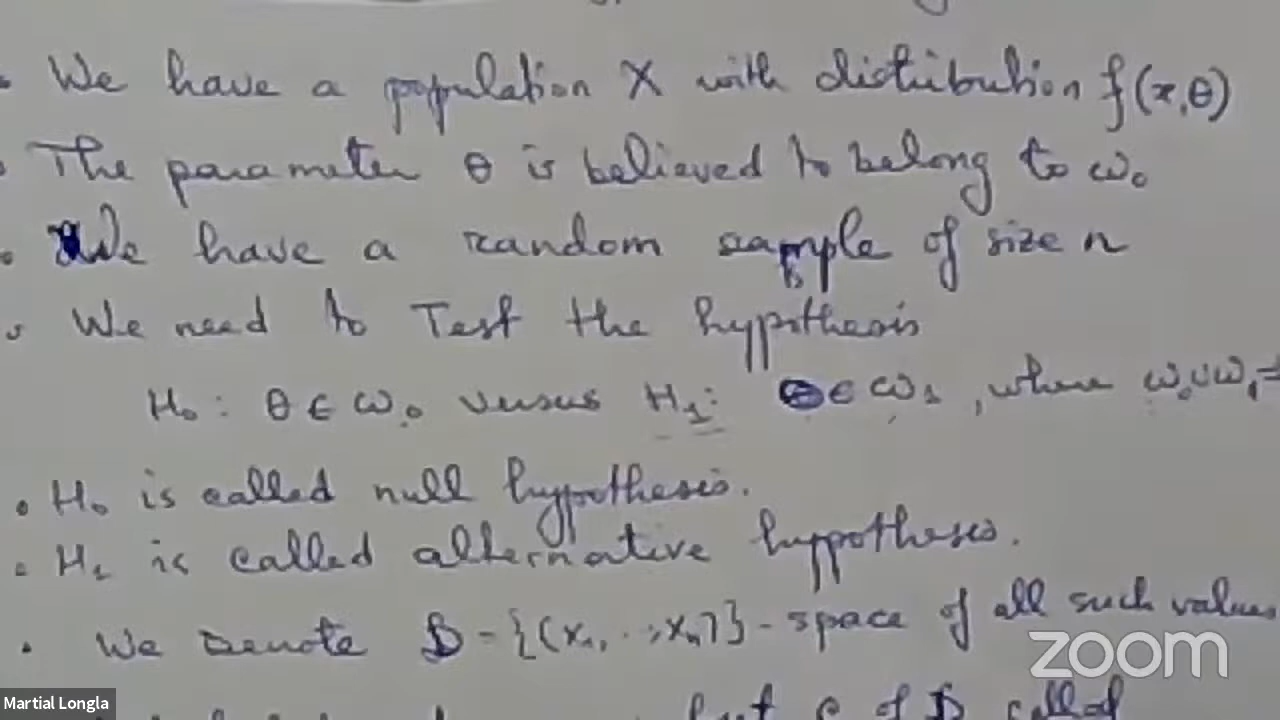 • We have a population X with distribution f(x,θ)
• The parameter θ is believed to belong to ω₀
• We have a random sample of size n
• We need to Test the hypothesis
H₀ : θ ∈ ω₀ versus H₁ : θ ∈ ω₁ , where ω₀∪ω₁=
• H₀ is called null hypothesis.
• H₁ is called alternative hypothesis.
• We Denote D = {(X₁, ..., Xₙ)} - space of all such values
of D called
zoom
Martial Longla